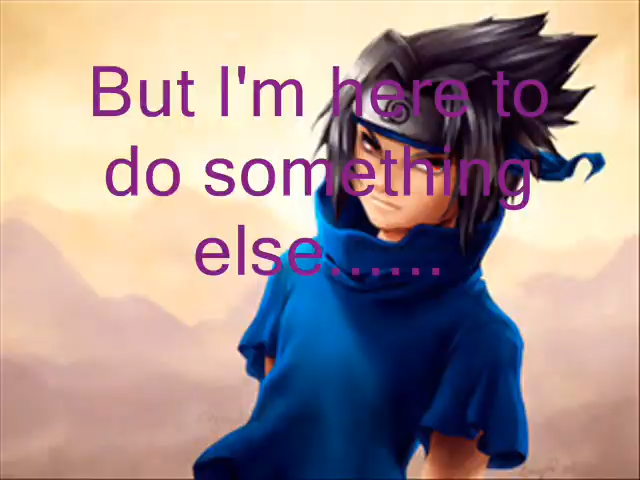 But I'm here to
do something
else......